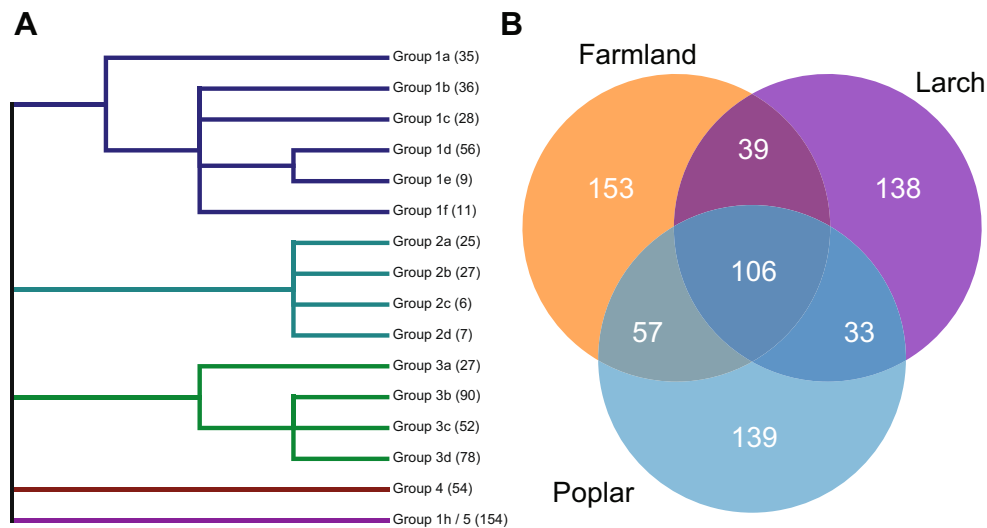 A
Group 1a (35)
Group 1b (36)
Group 1c (28)
Group 1d (56)
Group 1e (9)
Group 1f (11)
Group 2a (25)
Group 2b (27)
Group 2c (6)
Group 2d (7)
Group 3a (27)
Group 3b (90)
Group 3c (52)
Group 3d (78)
Group 4 (54)
Group 1h / 5 (154)
B
Farmland
Larch
39
153
138
106
57
33
139
Poplar